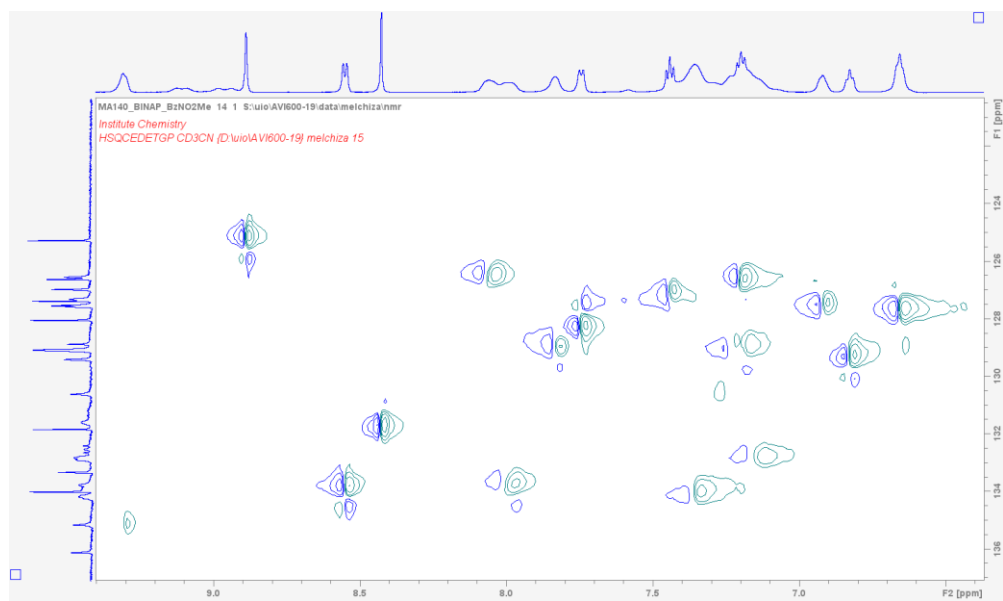 MA140_BINAP_BzNO2Me 14 1 S:\uio\AVI600-19\data\melchiza\nmr
Institute Chemistry
HSQCEDETGP CD3CN {D:\uio\AVI600-19} melchiza 15
F1 [ppm]
124
126
128
130
132
134
136
9.0 8.5 8.0 7.5 7.0 F2 [ppm]